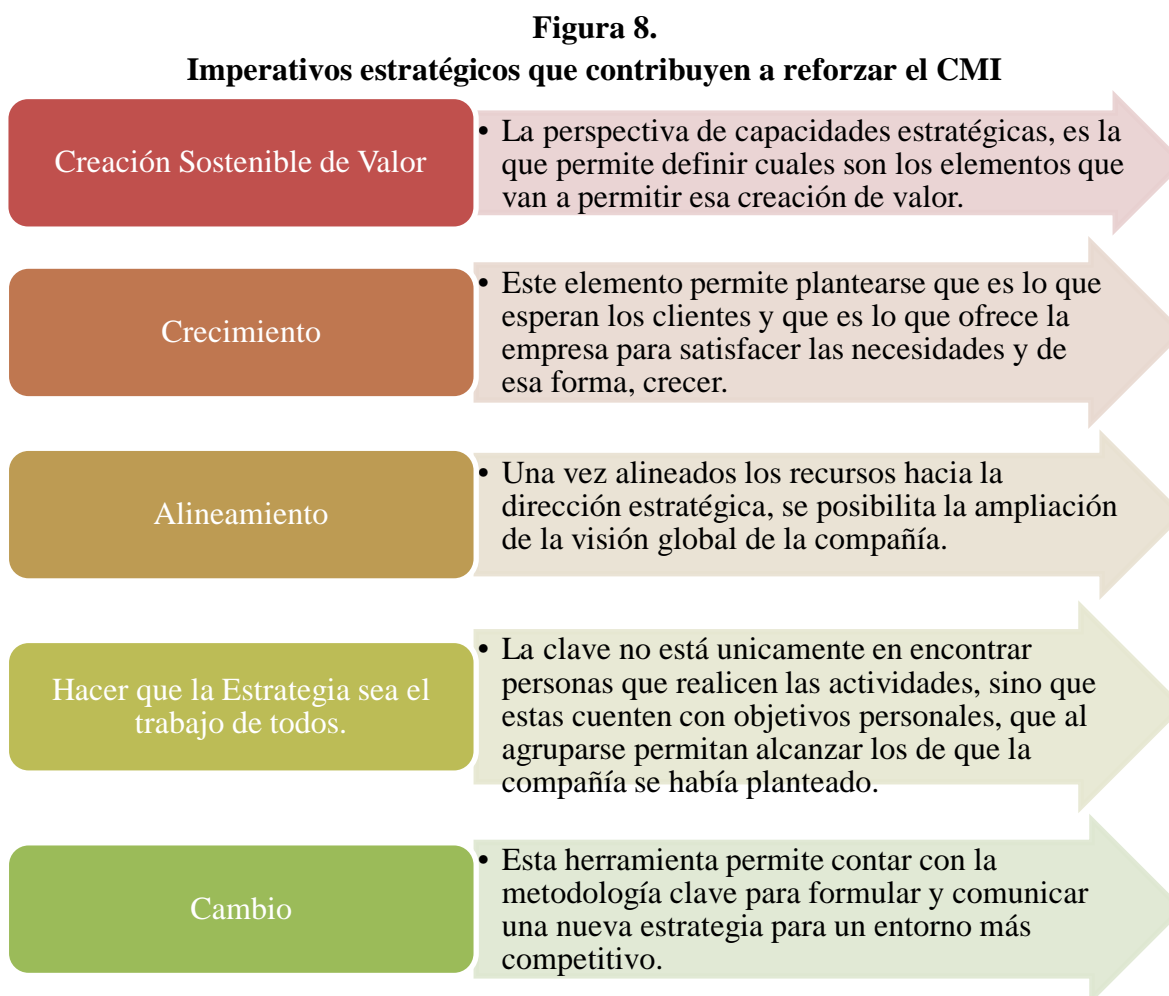 Figura 8.
Imperativos estratégicos que contribuyen a reforzar el CMI
Creación Sostenible de Valor
• La perspectiva de capacidades estratégicas, es la
que permite definir cuales son los elementos que
van a permitir esa creación de valor.
Crecimiento
• Este elemento permite plantearse que es lo que
esperan los clientes y que es lo que ofrece la
empresa para satisfacer las necesidades y de
esa forma, crecer.
Alineamiento
• Una vez alineados los recursos hacia la
dirección estratégica, se posibilita la ampliación
de la visión global de la compañía.
Hacer que la Estrategia sea el
trabajo de todos.
• La clave no está unicamente en encontrar
personas que realicen las actividades, sino que
estas cuenten con objetivos personales, que al
agruparse permitan alcanzar los de que la
compañía se había planteado.
Cambio
• Esta herramienta permite contar con la
metodología clave para formular y comunicar
una nueva estrategia para un entorno más
competitivo.